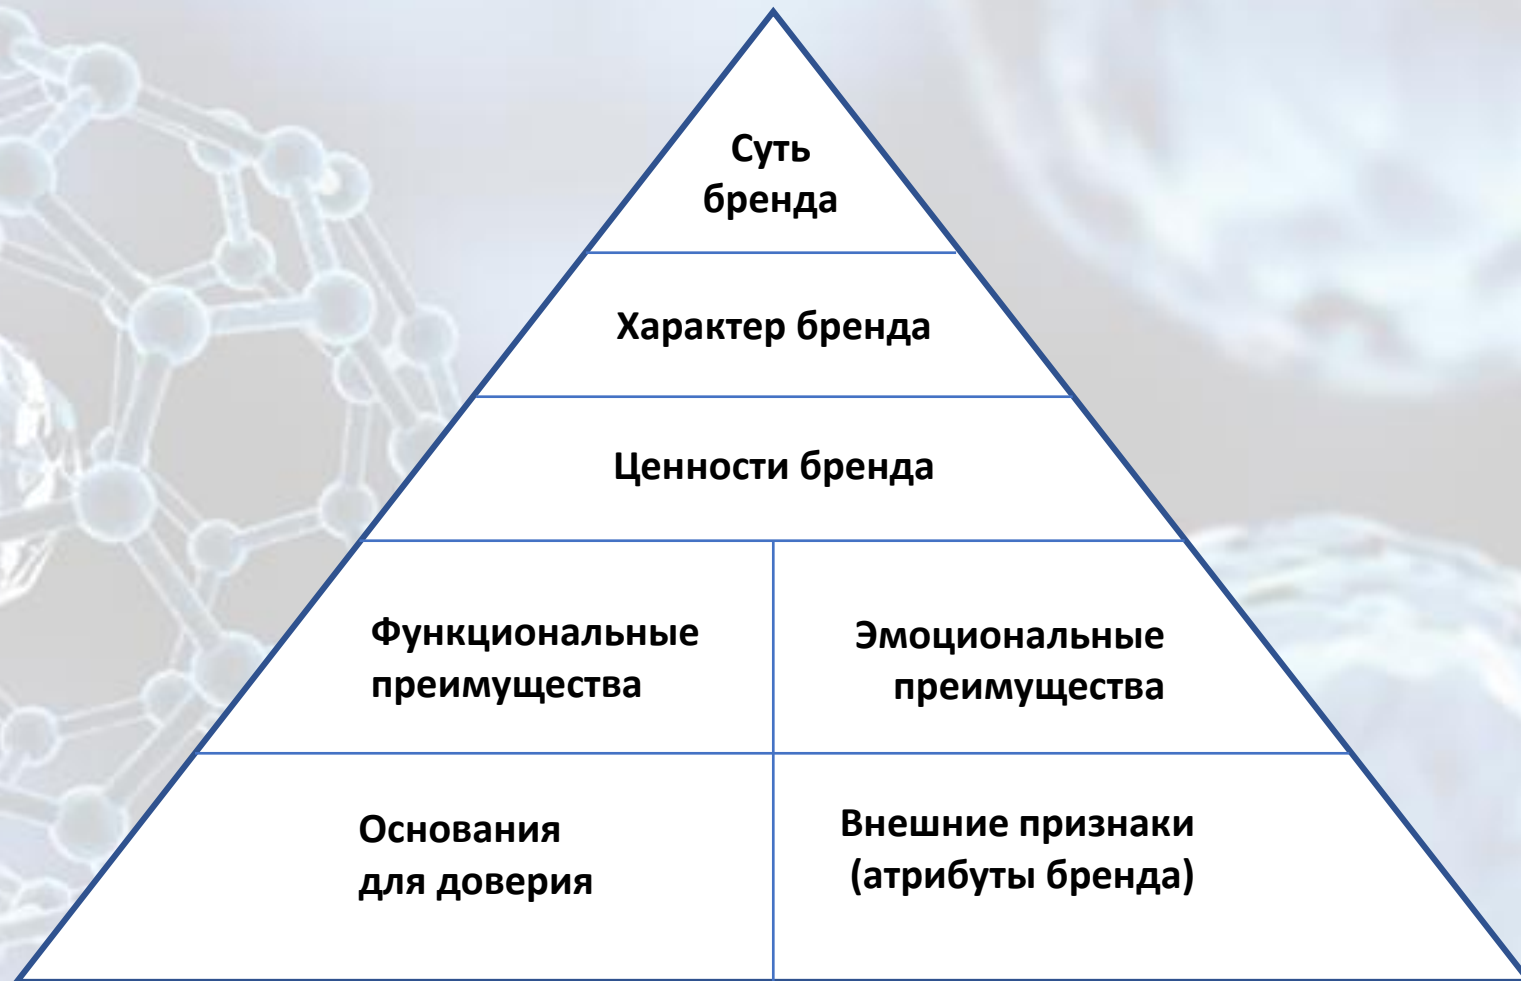 Суть
бренда
Характер бренда
Ценности бренда
Функциональные
преимущества
Эмоциональные
преимущества
Основания
для доверия
Внешние признаки
(атрибуты бренда)